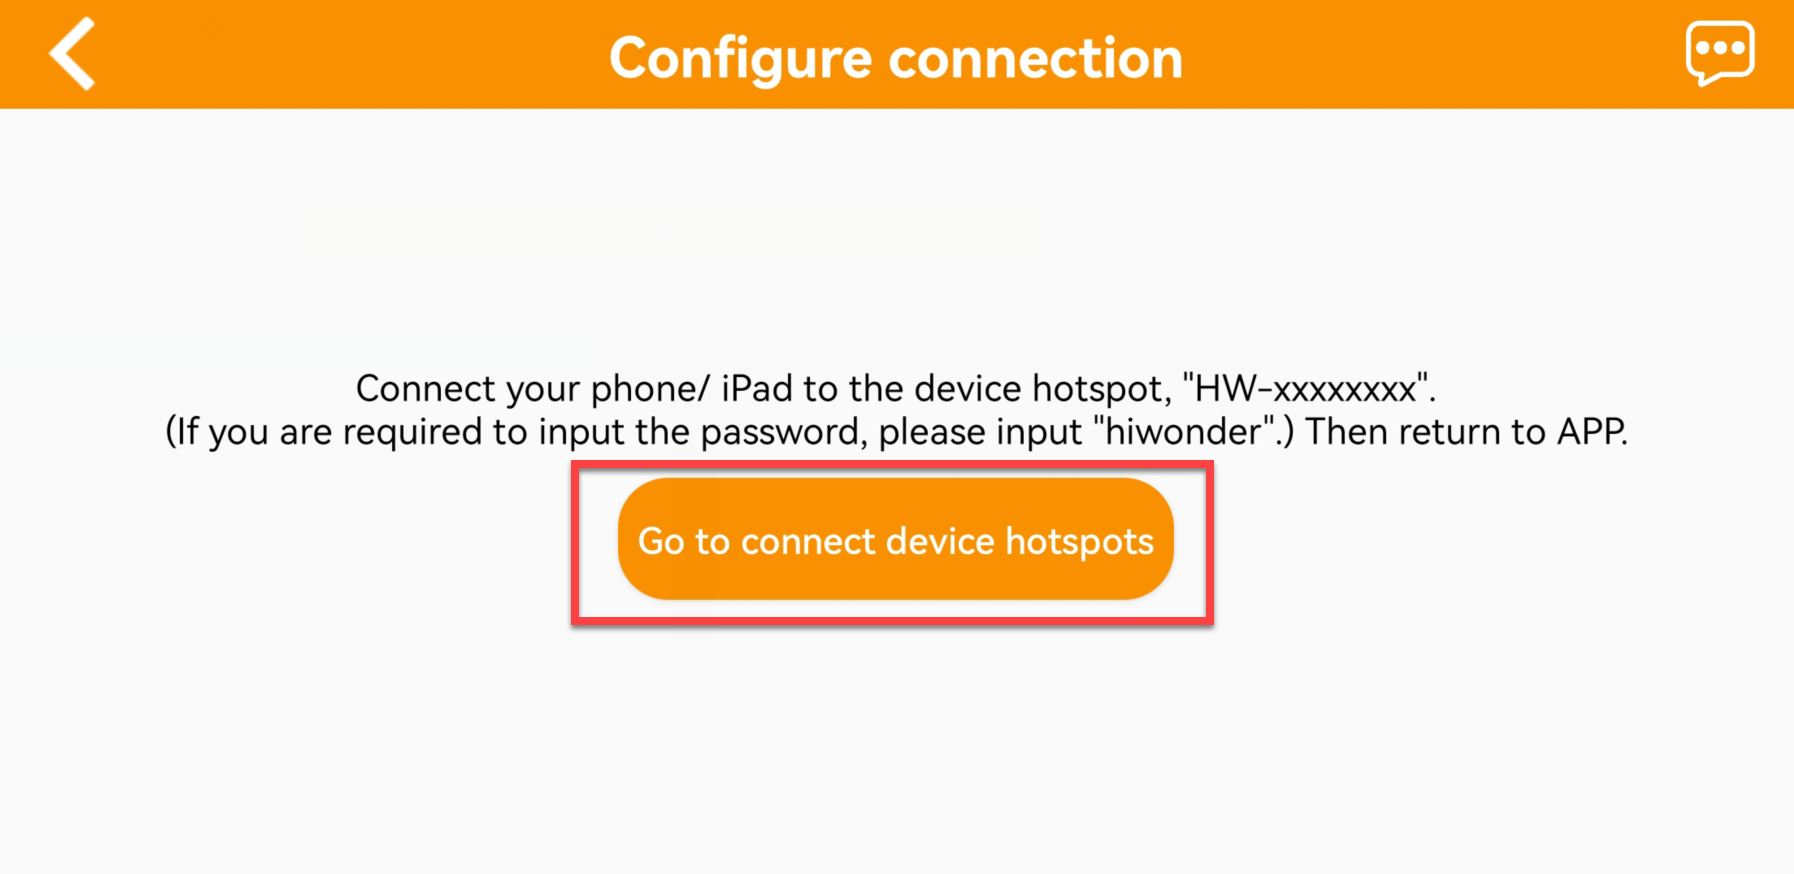 Configure connection
Connect your phone/ iPad to the device hotspot, "HW-xxxxxxxx".
(If you are required to input the password, please input "hiwonder".) Then return to APP.
Go to connect device hotspots